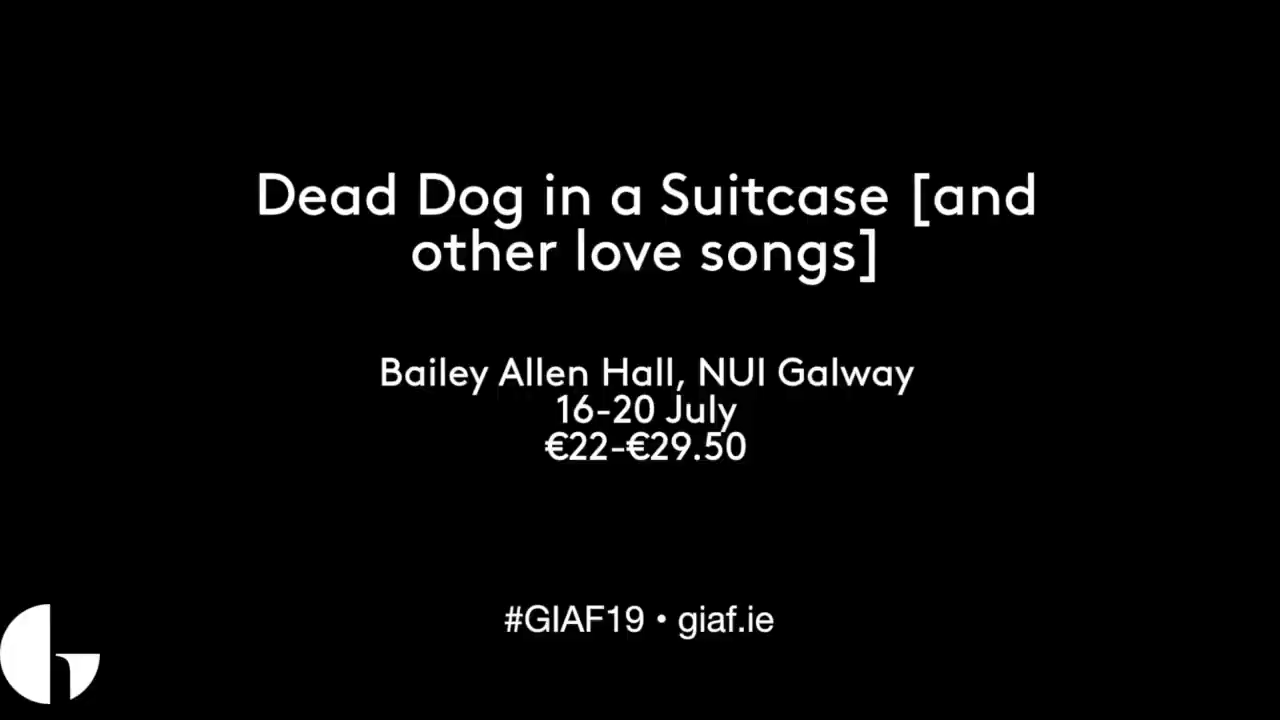 Dead Dog in a Suitcase [and
other love songs]
Bailey Allen Hall, NUI Galway
16-20 July
€22-€29.50
#GIAF19 • giaf.ie